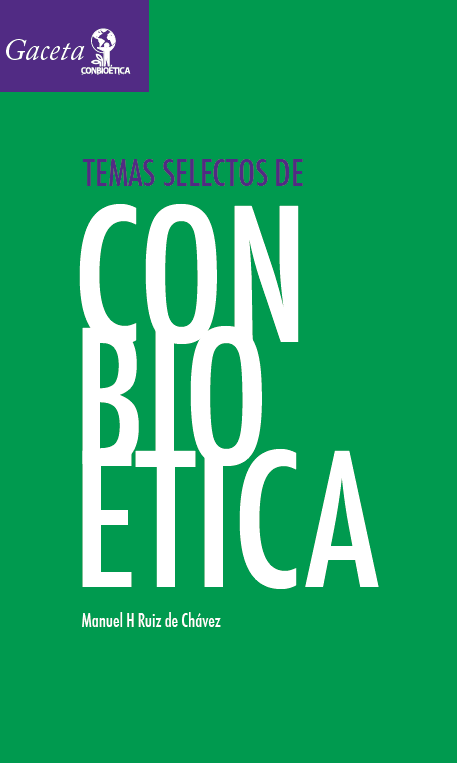 Gaceta
CONBIOÉTICA
TEMAS SELECTOS DE
CON
BIO
ETICA
Manuel H Ruiz de Chávez